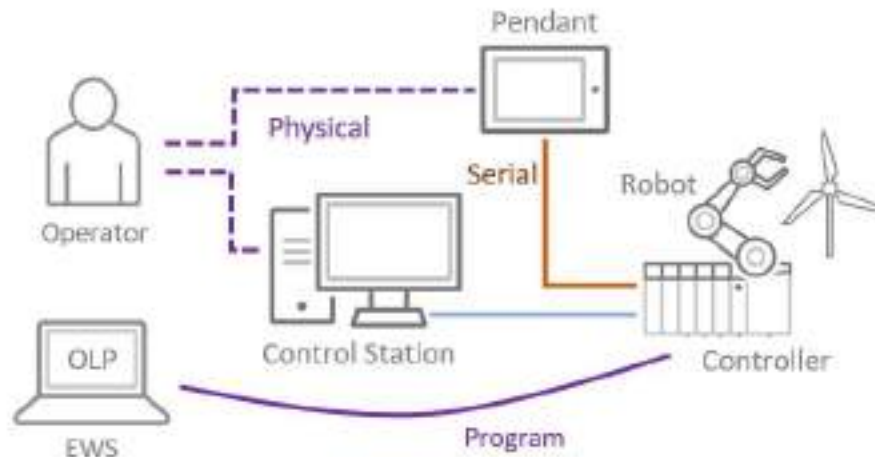 Pendant
Physical
Serial
Robot
Operator
Control Station
Controller
OLP
EWS
Program